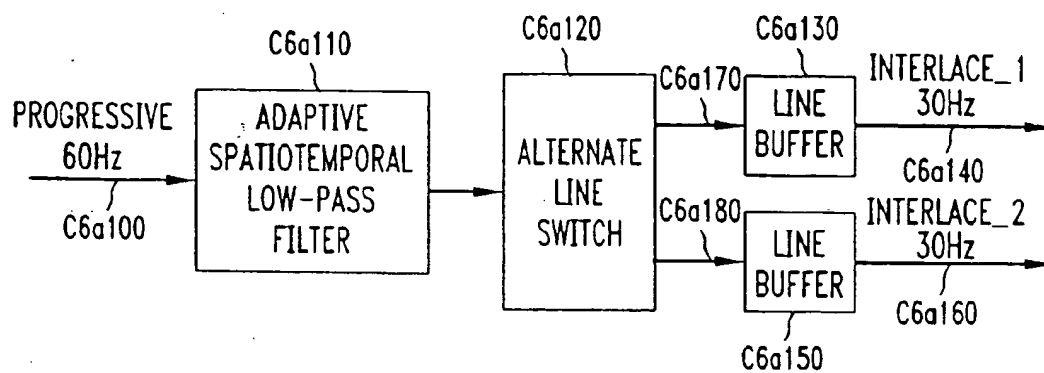 C6a110
C6a120
C6a130
PROGRESSIVE
60Hz
C6a100
ADAPTIVE
SPATIOTEMPORAL
LOW-PASS
FILTER
ALTERNATE
LINE
SWITCH
C6a170
LINE
BUFFER
INTERLACE_1
30Hz
C6a140
C6a180
LINE
BUFFER
INTERLACE_2
30Hz
C6a160
C6a150